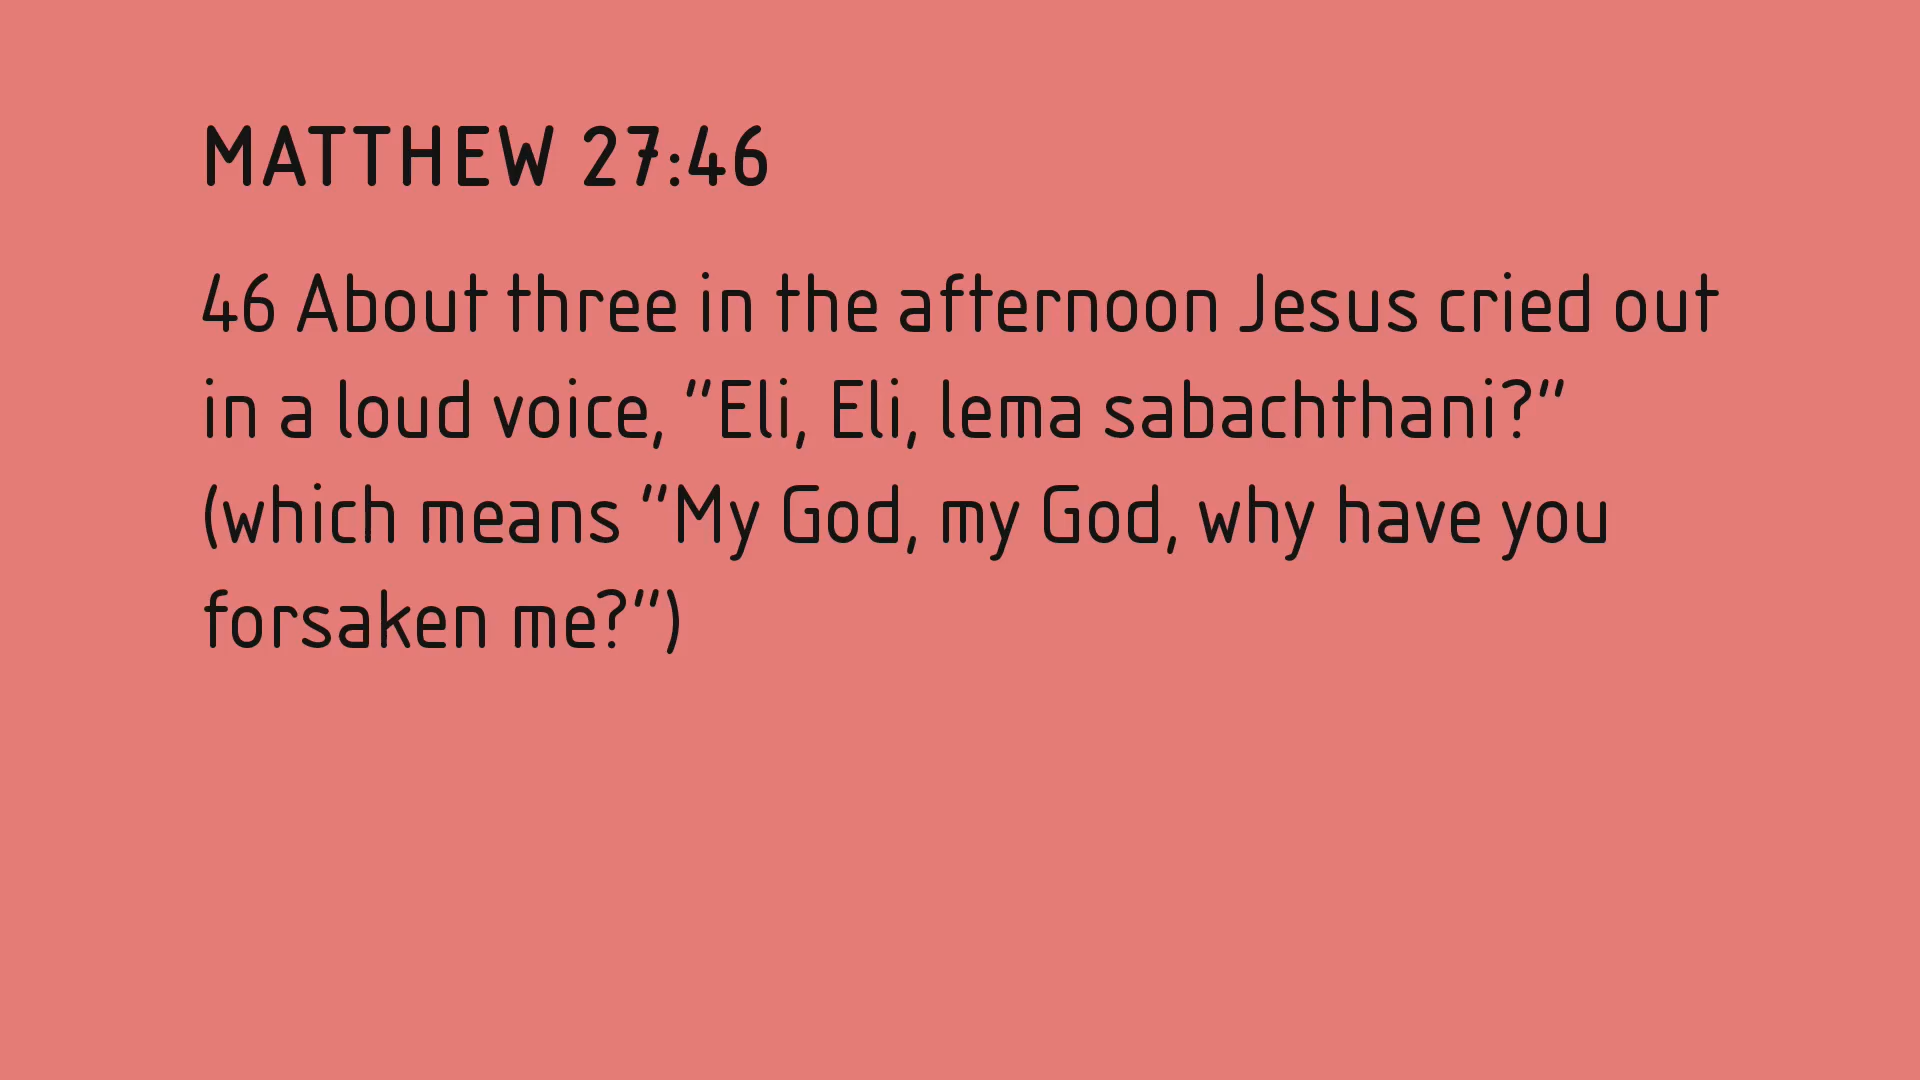 MATTHEW 27:46
46 About three in the afternoon Jesus cried out
in a loud voice, “Eli, Eli, lema sabachthani?”
(which means “My God, my God, why have you
forsaken me?”)